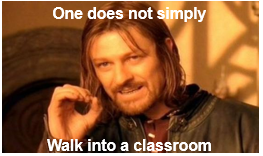 One does not simply
Walk into a classroom